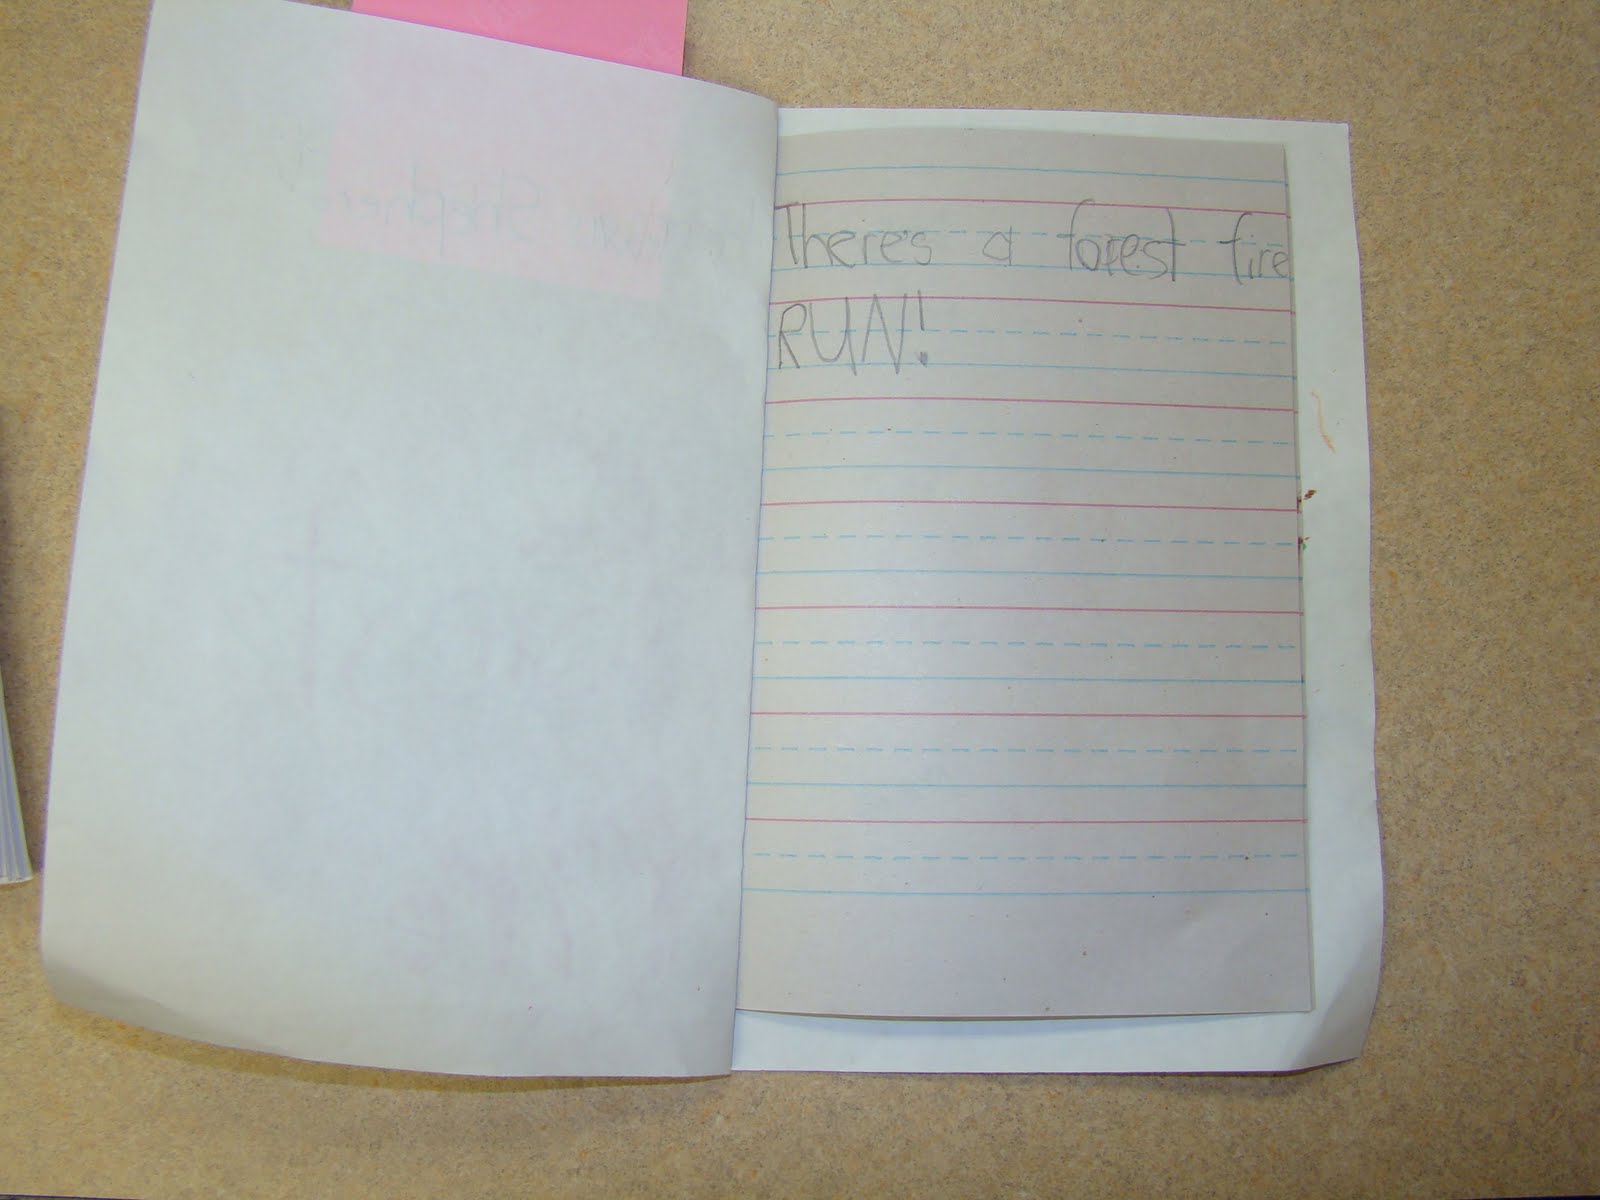 There's a forest fire
RUN!